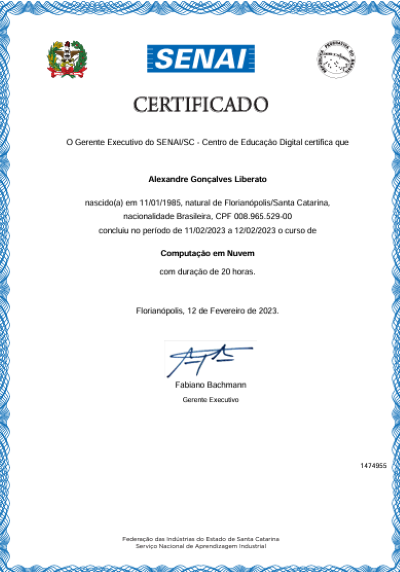 SENAI
CERTIFICADO
O Gerente Executivo do SENAI/SC - Centro de Educação Digital certifica que
Alexandre Gonçalves Liberato
nascido(a) em 11/01/1985, natural de Florianópolis/Santa Catarina,
nacionalidade Brasileira, CPF 008.965.529-00
concluiu no período de 11/02/2023 a 12/02/2023 o curso de
Computação em Nuvem
com duração de 20 horas.
Florianópolis, 12 de Fevereiro de 2023.
Fabiano Bachmann
Gerente Executivo
1474955
Federação das Indústrias do Estado de Santa Catarina
Serviço Nacional de Aprendizagem Industrial